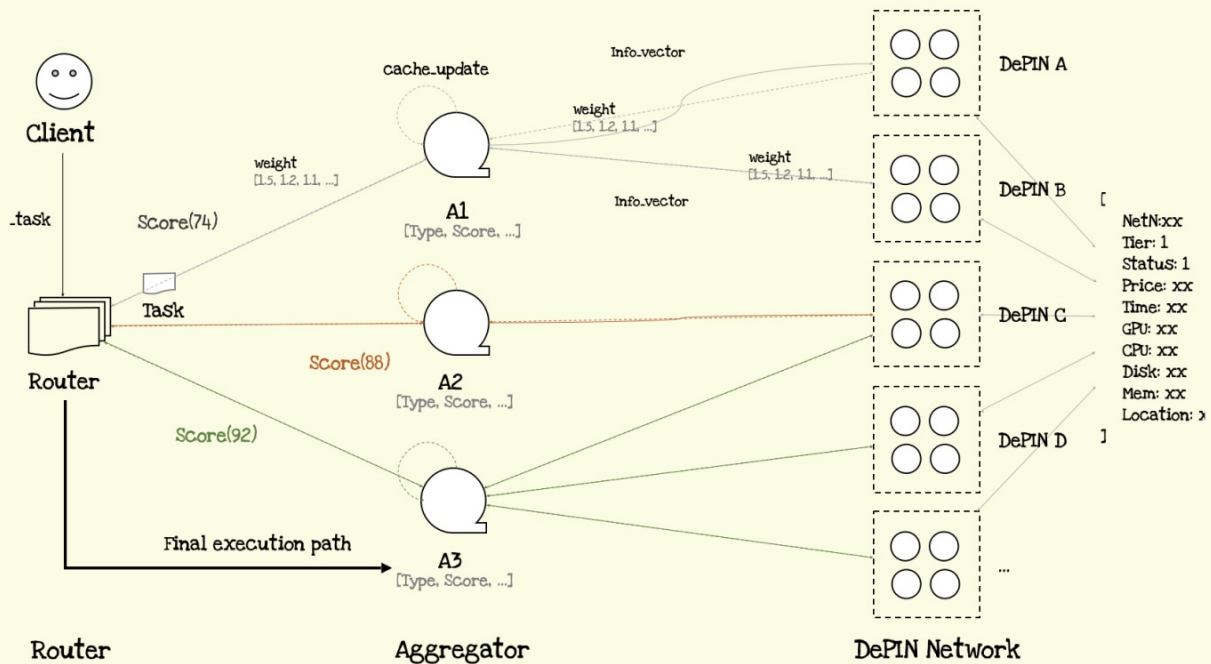 Info_vector
DePIN A
cache_update
Client
weight
[1.5, 1.2, 1.1, ...]
weight
[1.5, 1.2, 1.1, ...]
weight
[1.5, 1.2, 1.1, ...]
DePIN B
Info_vector
_task
Score(74)
A1
[Type, Score, ...]
[
NetN:xx
Tier: 1
Status: 1
Price: xx
Time: xx
GPU: xx
CPU: xx
Disk: xx
Mem: xx
Location: x
]
Task
DePIN C
Router
Score(88)
A2
[Type, Score, ...]
Score(92)
DePIN D
Final execution path
A3
[Type, Score, ...]
...
Router
Aggregator
DePIN Network